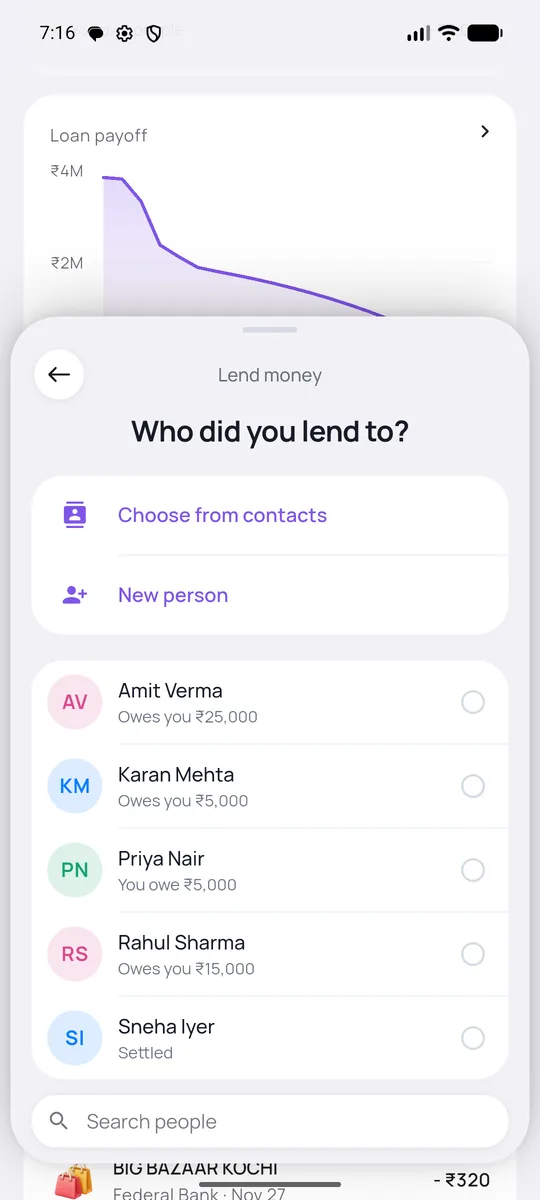 7:16
Loan payoff
₹4M
₹2M
Lend money
Who did you lend to?
Choose from contacts
New person
AV
Amit Verma
Owes you ₹25,000
KM
Karan Mehta
Owes you ₹5,000
PN
Priya Nair
You owe ₹5,000
RS
Rahul Sharma
Owes you ₹15,000
SI
Sneha Iyer
Settled
Search people
BIG BAZAAR KOCHI
- ₹320
Federal Bank · Nov 27